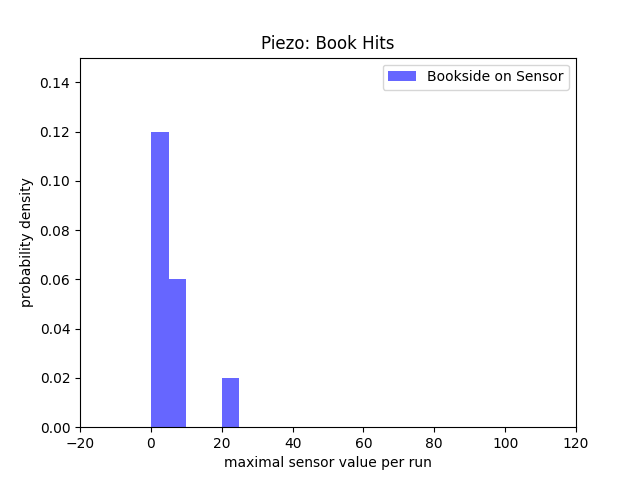 Piezo: Book Hits
Bookside on Sensor
probability density
0.14
0.12
0.10
0.08
0.06
0.04
0.02
0.00
−20 0 20 40 60 80 100 120
maximal sensor value per run